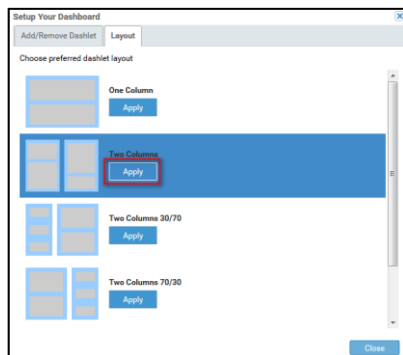 Setup Your Dashboard
Add/Remove Dashlet Layout
Choose preferred dashlet layout
One Column
Apply
Two Columns
Apply
Two Columns 30/70
Apply
Two Columns 70/30
Apply
Close